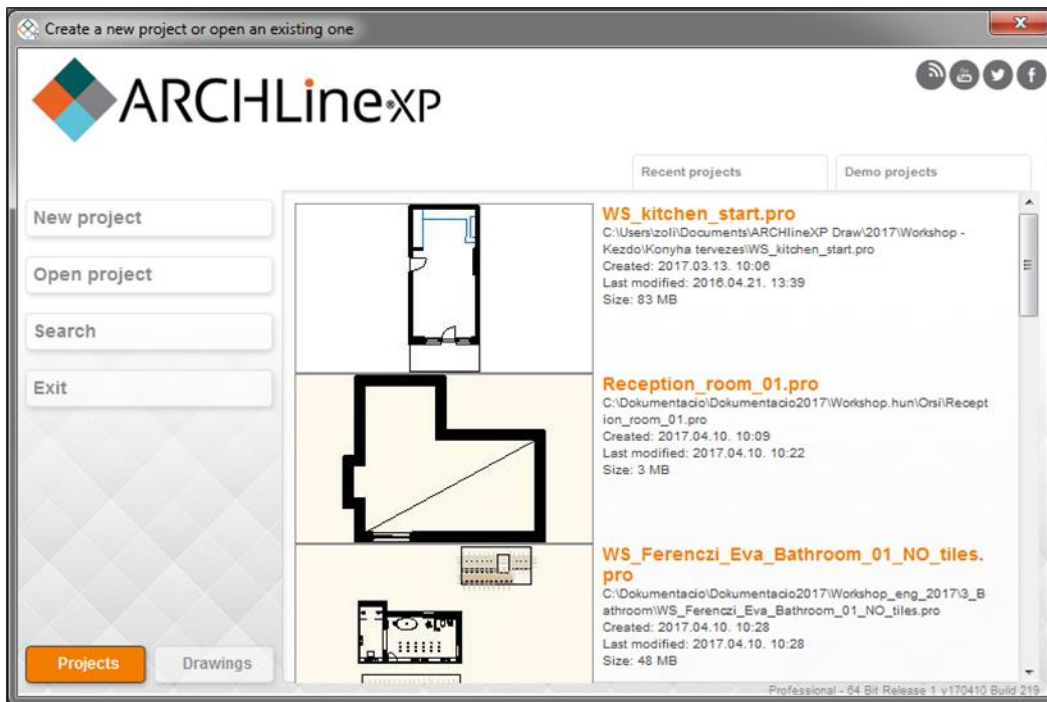 Create a new project or open an existing one
ARCHLine.XP
Recent projects
Demo projects
New project
Open project
Search
Exit
WS_kitchen_start.pro
C:\Users\zoli\Documents\ARCHlineXP Draw\2017\Workshop -
Kezdo\Konyha tervezes\WS_kitchen_start.pro
Created: 2017.03.13. 10:06
Last modified: 2016.04.21. 13:39
Size: 83 MB
Reception_room_01.pro
C:\Dokumentacio\Dokumentacio2017\Workshop.hun\Orsi\Recept
ion_room_01.pro
Created: 2017.04.10. 10:09
Last modified: 2017.04.10. 10:22
Size: 3 MB
WS_Ferenczi_Eva_Bathroom_01_NO_tiles.
pro
C:\Dokumentacio\Dokumentacio2017\Workshop_eng_2017\3_B
athroom\WS_Ferenczi_Eva_Bathroom_01_NO_tiles.pro
Created: 2017.04.10. 10:28
Last modified: 2017.04.10. 10:28
Size: 48 MB
Projects
Drawings
Professional - 64 Bit Release 1 v170410 Build 219